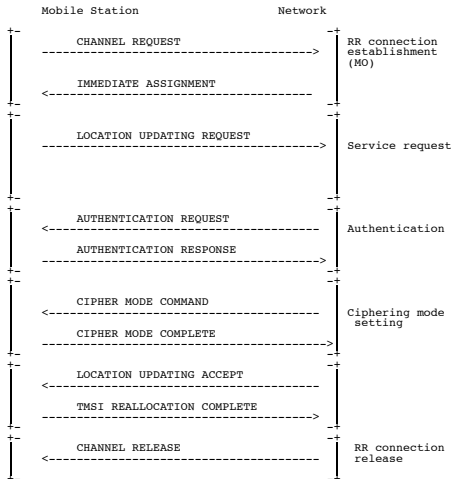 Mobile Station Network
CHANNEL REQUEST
RR connection
establishment
(MO)
IMMEDIATE ASSIGNMENT
LOCATION UPDATING REQUEST
Service request
AUTHENTICATION REQUEST
Authentication
AUTHENTICATION RESPONSE
CIPHER MODE COMMAND
Ciphering mode
setting
CIPHER MODE COMPLETE
LOCATION UPDATING ACCEPT
TMSI REALLOCATION COMPLETE
CHANNEL RELEASE
RR connection
release